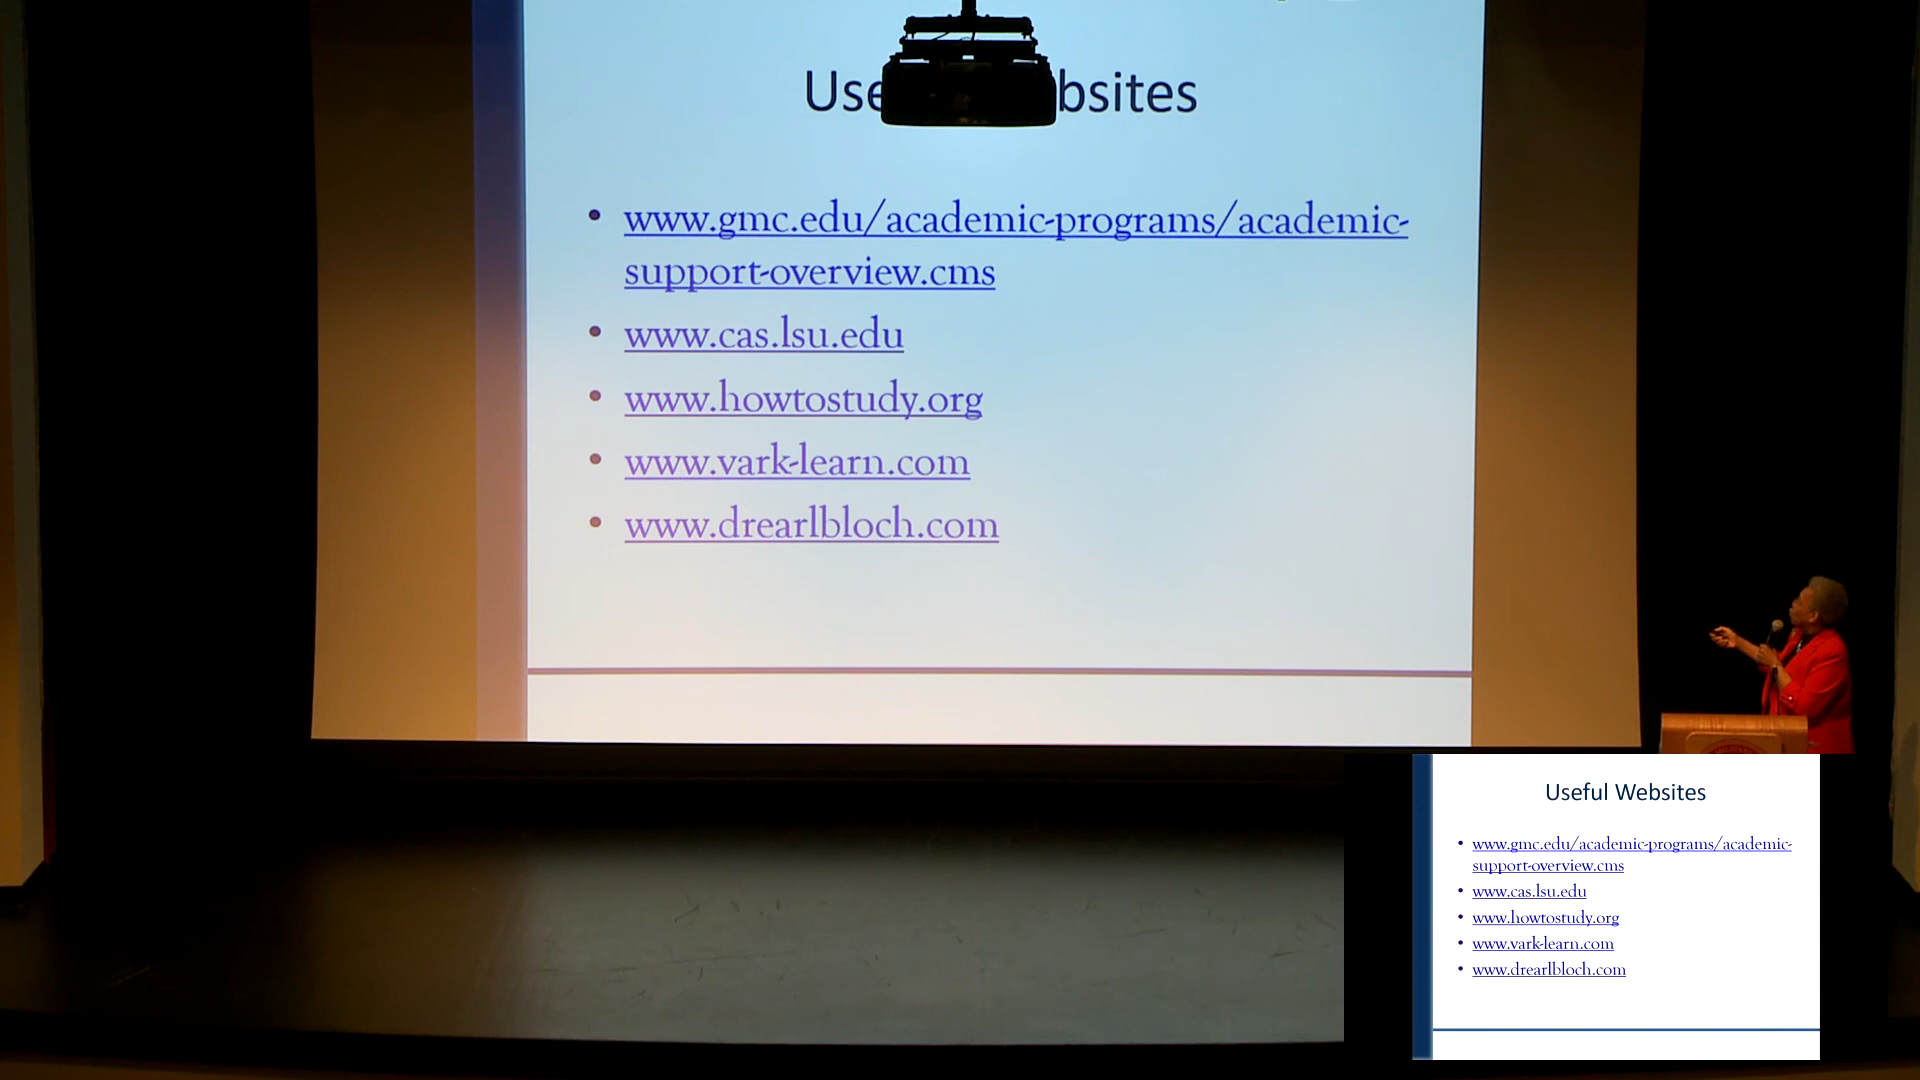 Use bsites
• www.gmc.edu/academic-programs/academic-
support-overview.cms
• www.cas.lsu.edu
• www.howtostudy.org
• www.vark-learn.com
• www.drearlbloch.com
Useful Websites
• www.gmc.edu/academic-programs/academic-
support-overview.cms
• www.cas.lsu.edu
• www.howtostudy.org
• www.vark-learn.com
• www.drearlbloch.com